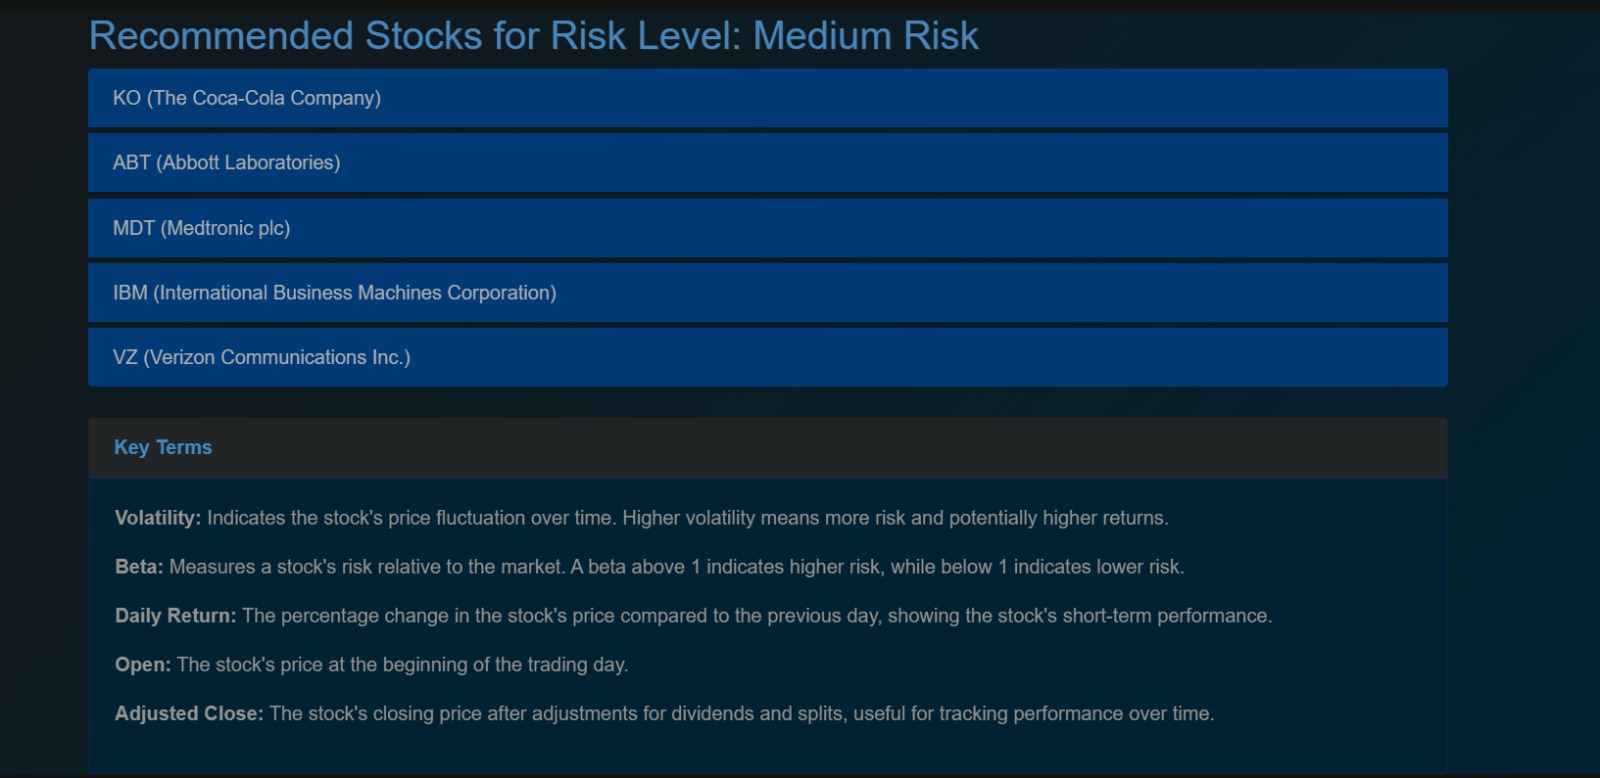 Recommended Stocks for Risk Level: Medium Risk
KO (The Coca-Cola Company)
ABT (Abbott Laboratories)
MDT (Medtronic plc)
IBM (International Business Machines Corporation)
VZ (Verizon Communications Inc.)
Key Terms
Volatility: Indicates the stock's price fluctuation over time. Higher volatility means more risk and potentially higher returns.
Beta: Measures a stock's risk relative to the market. A beta above 1 indicates higher risk, while below 1 indicates lower risk.
Daily Return: The percentage change in the stock's price compared to the previous day, showing the stock's short-term performance.
Open: The stock's price at the beginning of the trading day.
Adjusted Close: The stock's closing price after adjustments for dividends and splits, useful for tracking performance over time.